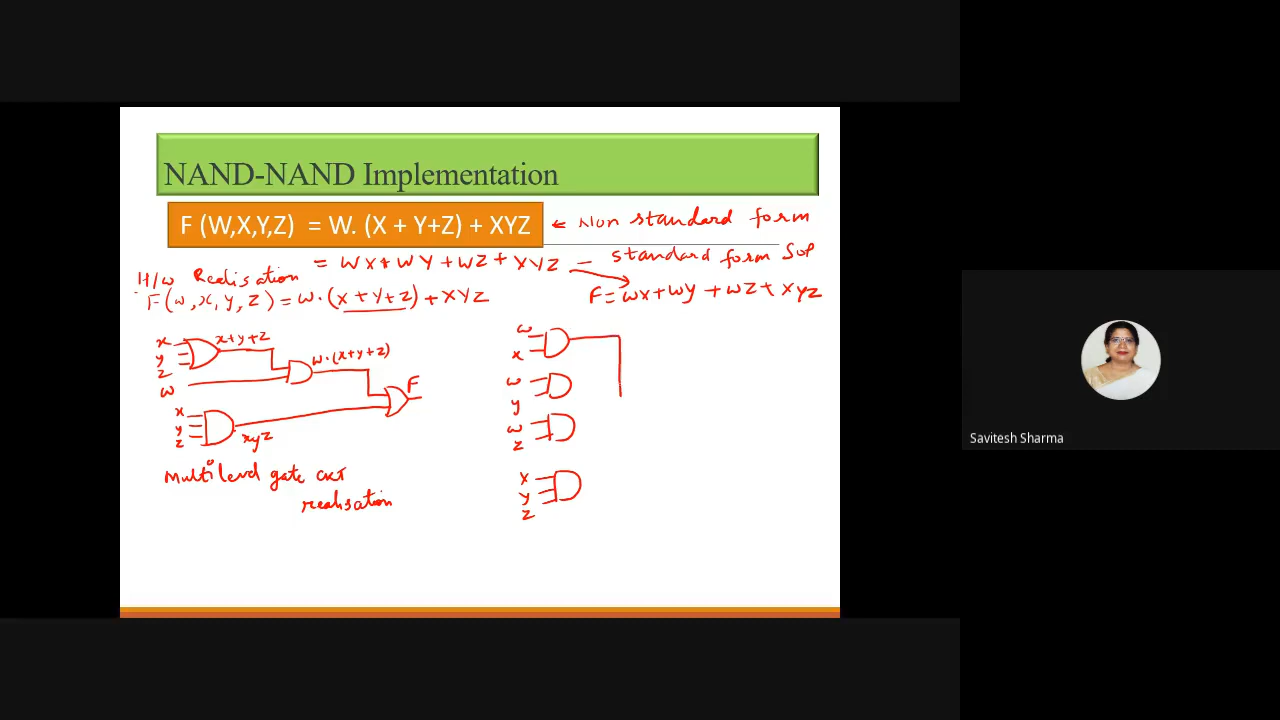 NAND-NAND Implementation
F (W,X,Y,Z) = W. (X + Y+Z) + XYZ ← Non standard form
= WX + WY + WZ + XYZ – standard form SOP
H/w Realisation
F(W,X,Y,Z) = W.(X+Y+Z) + XYZ
F = WX + WY + WZ + XYZ
x
y
z
w
x+y+z
w.(x+y+z)
F
x
y
z
xyz
Multilevel gate ckt
realisation
w
x
w
y
w
z
x
y
z
Savitesh Sharma